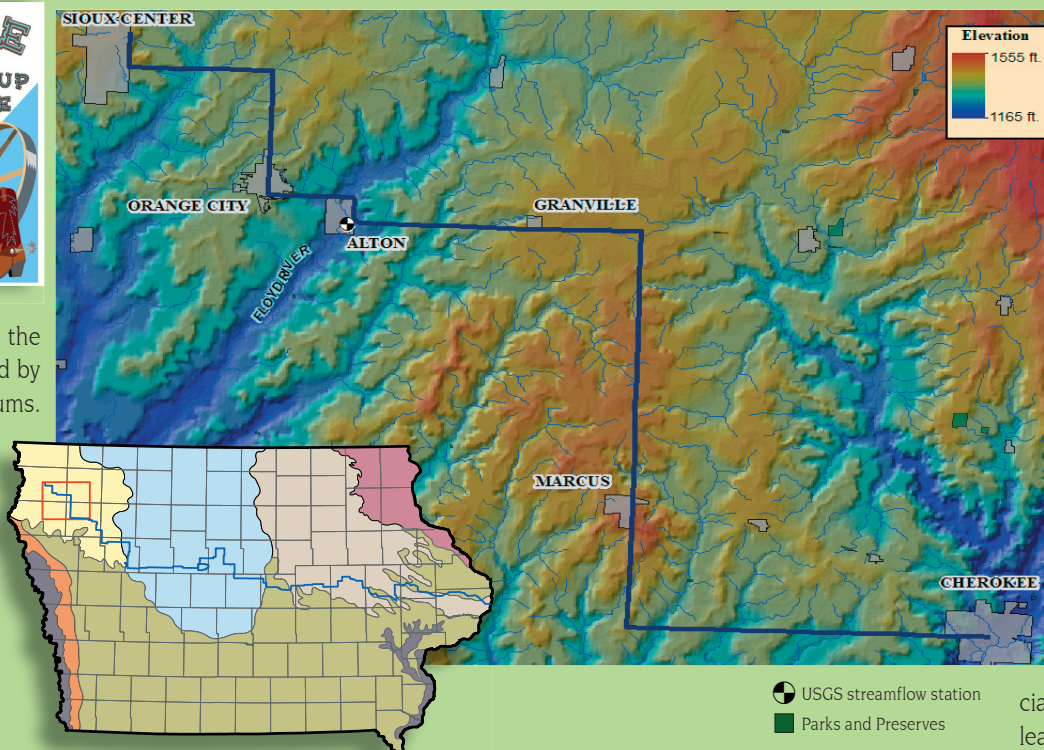 UP
E
the
d by
ums.
SIOUX CENTER
Elevation
1555 ft.
1165 ft.
ORANGE CITY
GRANVILLE
ALTON
FLOYD RIVER
MARCUS
CHEROKEE
USGS streamflow station
Parks and Preserves
cia
lea